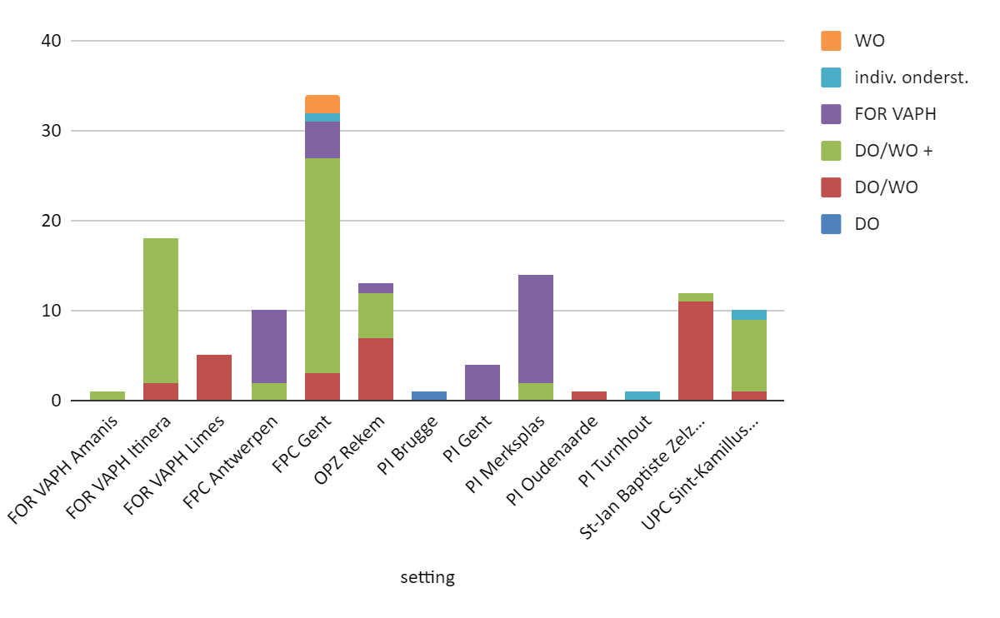 40
30
20
10
0
WO
indiv. onderst.
FOR VAPH
DO/WO +
DO/WO
DO
FOR VAPH Amanis
FOR VAPH Itinera
FOR VAPH Limes
FPC Antwerpen
FPC Gent
OPZ Rekem
PI Brugge
PI Gent
PI Merksplas
PI Oudenaarde
PI Turnhout
St-Jan Baptiste Zelz...
UPC Sint-Kamillus...
setting